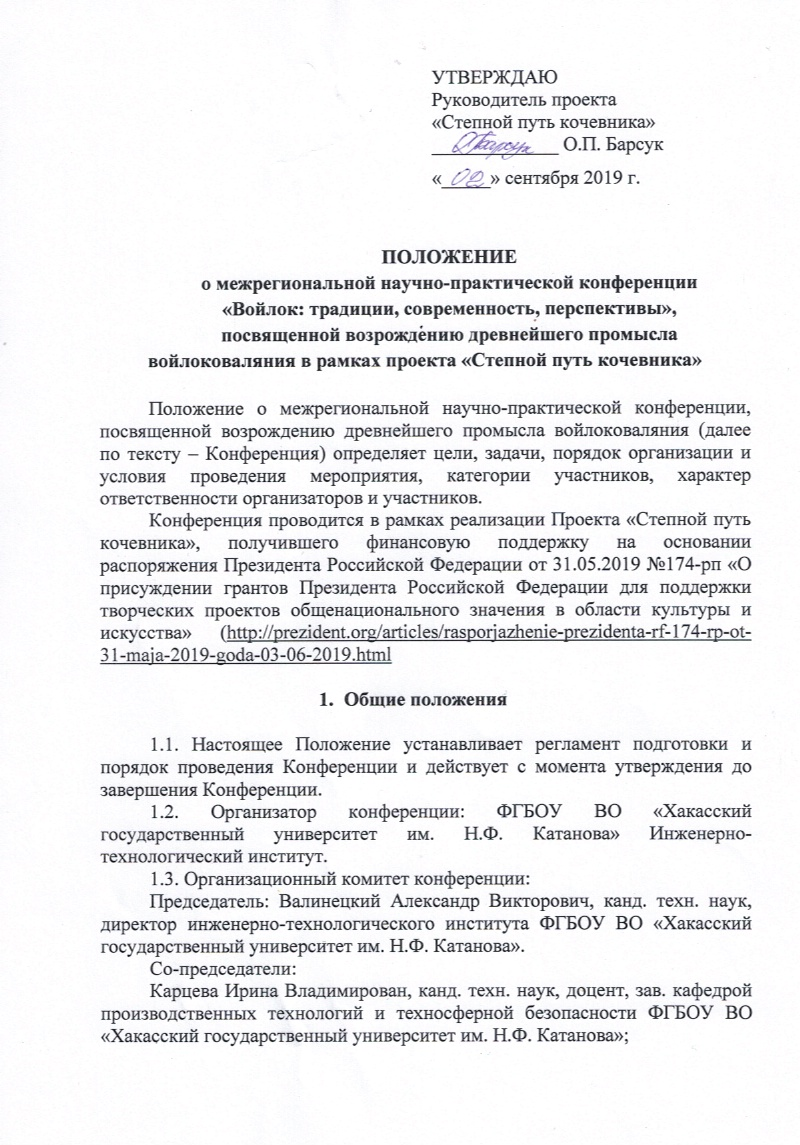 УТВЕРЖДАЮ
Руководитель проекта
«Степной путь кочевника»
Барсук О.П. Барсук
«02» сентября 2019 г.
ПОЛОЖЕНИЕ
о межрегиональной научно-практической конференции
«Войлок: традиции, современность, перспективы»,
посвященной возрождению древнейшего промысла
войлоковаляния в рамках проекта «Степной путь кочевника»
Положение о межрегиональной научно-практической конференции,
посвященной возрождению древнейшего промысла войлоковаляния (далее
по тексту – Конференция) определяет цели, задачи, порядок организации и
условия проведения мероприятия, категории участников, характер
ответственности организаторов и участников.
Конференция проводится в рамках реализации Проекта «Степной путь
кочевника», получившего финансовую поддержку на основании
распоряжения Президента Российской Федерации от 31.05.2019 №174-рп «О
присуждении грантов Президента Российской Федерации для поддержки
творческих проектов общенационального значения в области культуры и
искусства» (http://prezident.org/articles/rasporjazhenie-prezidenta-rf-174-rp-ot-
31-maja-2019-goda-03-06-2019.html
1. Общие положения
1.1. Настоящее Положение устанавливает регламент подготовки и
порядок проведения Конференции и действует с момента утверждения до
завершения Конференции.
1.2. Организатор конференции: ФГБОУ ВО «Хакасский
государственный университет им. Н.Ф. Катанова» Инженерно-
технологический институт.
1.3. Организационный комитет конференции:
Председатель: Валинецкий Александр Викторович, канд. техн. наук,
директор инженерно-технологического института ФГБОУ ВО «Хакасский
государственный университет им. Н.Ф. Катанова».
Со-председатели:
Карцева Ирина Владимирован, канд. техн. наук, доцент, зав. кафедрой
производственных технологий и техносферной безопасности ФГБОУ ВО
«Хакасский государственный университет им. Н.Ф. Катанова»;